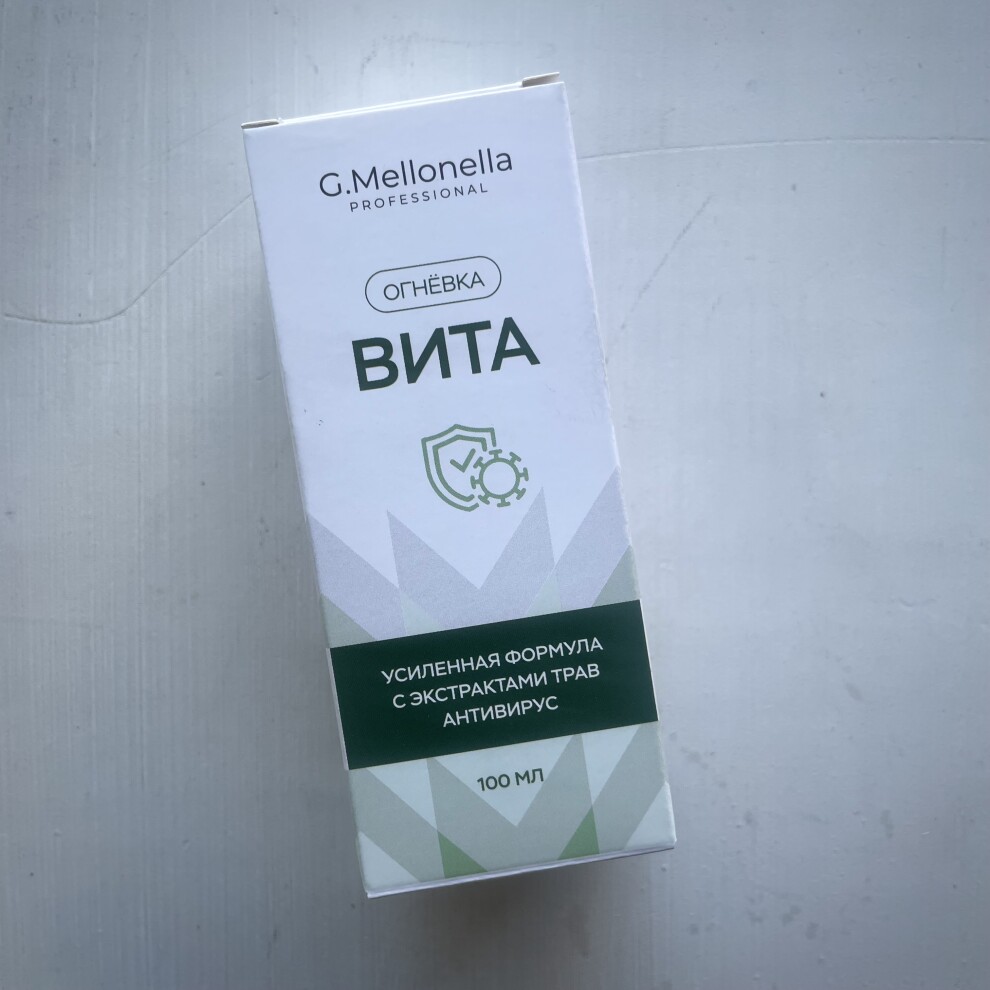 G.Mellonella
PROFESSIONAL
ОГНЁВКА
ВИТА
УСИЛЕННАЯ ФОРМУЛА
С ЭКСТРАКТАМИ ТРАВ
АНТИВИРУС
100 МЛ